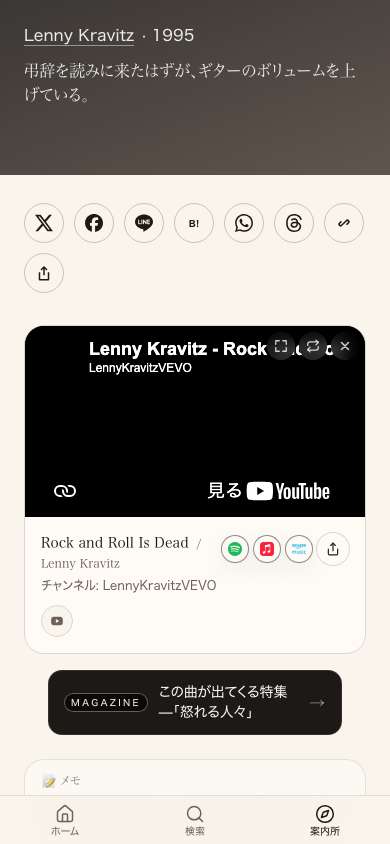 Lenny Kravitz · 1995
弔辞を読みに来たはずが、ギターのボリュームを上
げている。
LINE
B!
Lenny Kravitz - Rock
LennyKravitzVEVO
見る YouTube
Rock and Roll Is Dead /
Lenny Kravitz
amazon
music
チャンネル: LennyKravitzVEVO
MAGAZINE
この曲が出てくる特集
—「怒れる人々」
→
📝 メモ
ホーム
検索
案内所